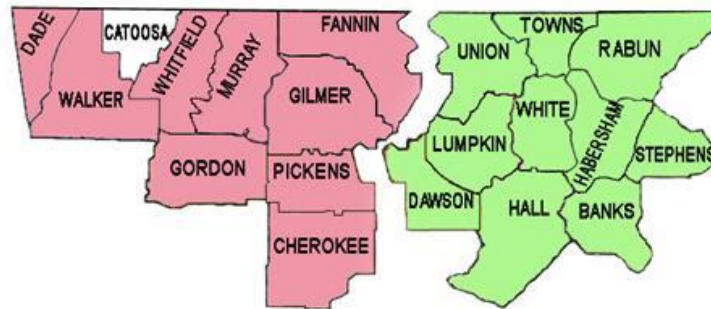 DADE
CATOOSA
WHITFIELD
MURRAY
FANNIN
WALKER
GILMER
GORDON
PICKENS
CHEROKEE
UNION
TOWNS
RABUN
WHITE
LUMPKIN
HABERSHAM
STEPHENS
DAWSON
HALL
BANKS